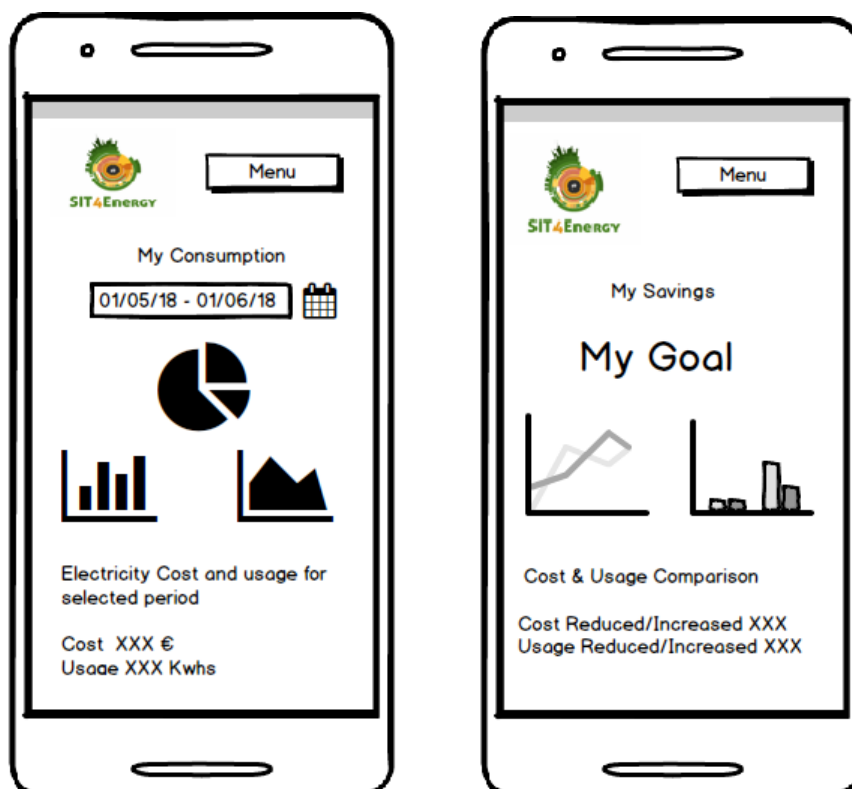 SIT4Energy
Menu
My Consumption
01/05/18 - 01/06/18
Electricity Cost and usage for
selected period
Cost XXX €
Usage XXX Kwhs
SIT4Energy
Menu
My Savings
My Goal
Cost & Usage Comparison
Cost Reduced/Increased XXX
Usage Reduced/Increased XXX